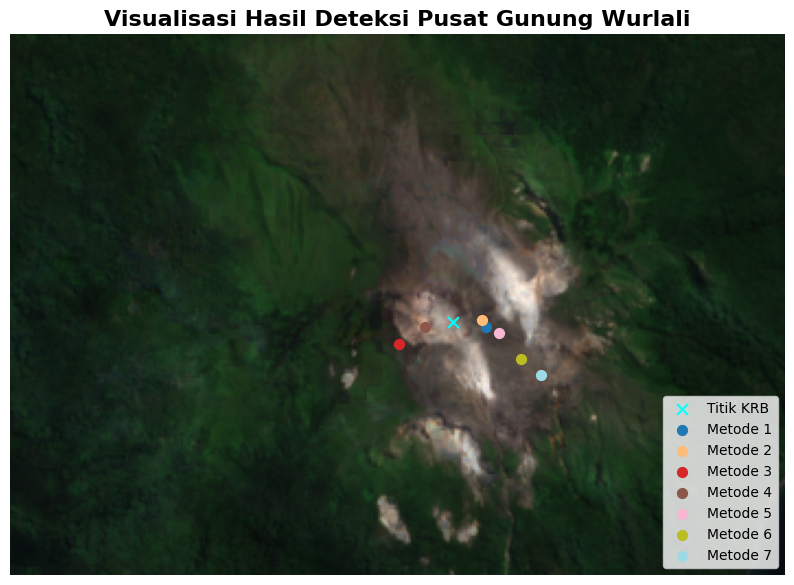 Visualisasi Hasil Deteksi Pusat Gunung Wurlali
Titik KRB
Metode 1
Metode 2
Metode 3
Metode 4
Metode 5
Metode 6
Metode 7